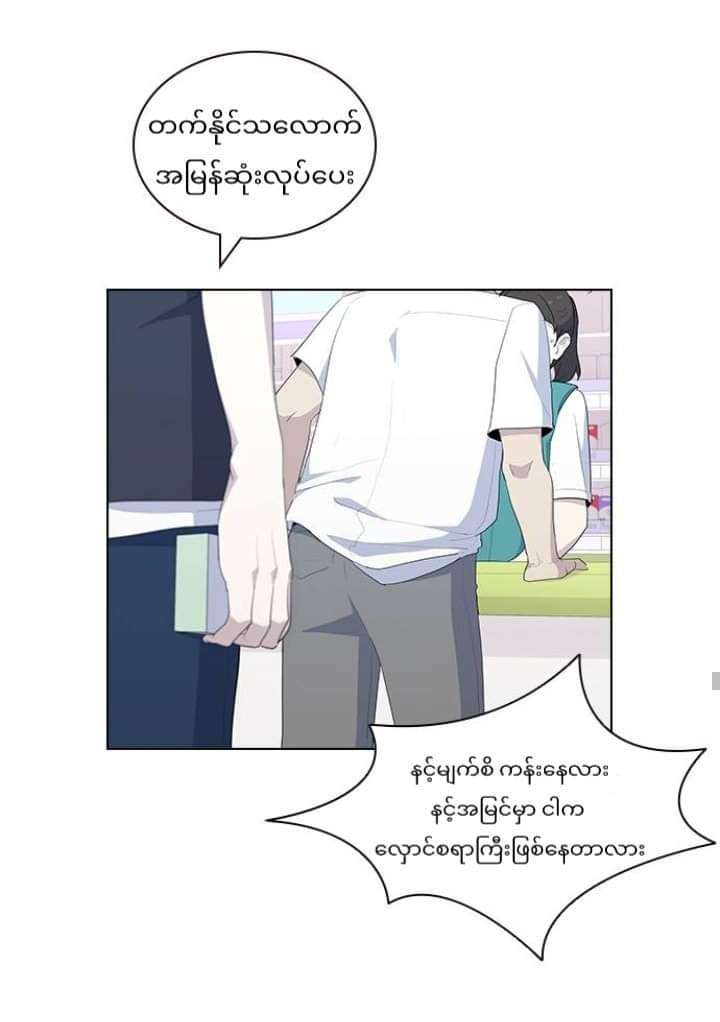 တက်နိုင်သလောက်
အမြန်ဆုံးလုပ်ပေး
နင့်မျက်စိ ကန်းနေလား
နင့်အမြင်မှာ ငါက
လှောင်စရာကြီးဖြစ်နေတာလား